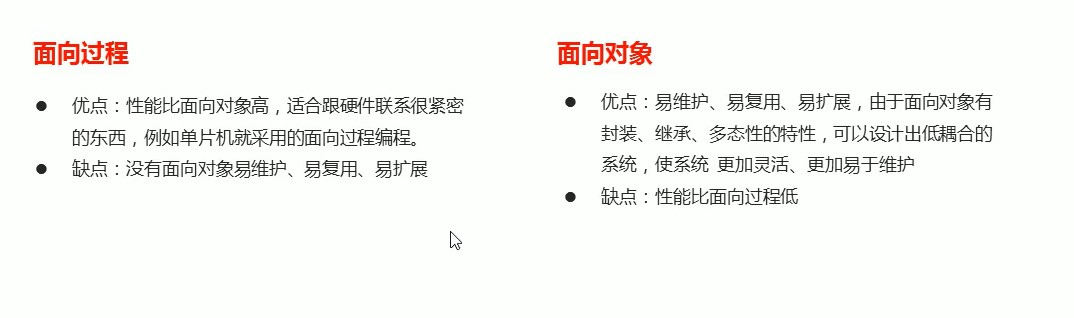 面向过程
● 优点：性能比面向对象高，适合跟硬件联系很紧密
的东西，例如单片机就采用的面向过程编程。
● 缺点：没有面向对象易维护、易复用、易扩展
面向对象
● 优点：易维护、易复用、易扩展，由于面向对象有
封装、继承、多态性的特性，可以设计出低耦合的
系统，使系统 更加灵活、更加易于维护
● 缺点：性能比面向过程低